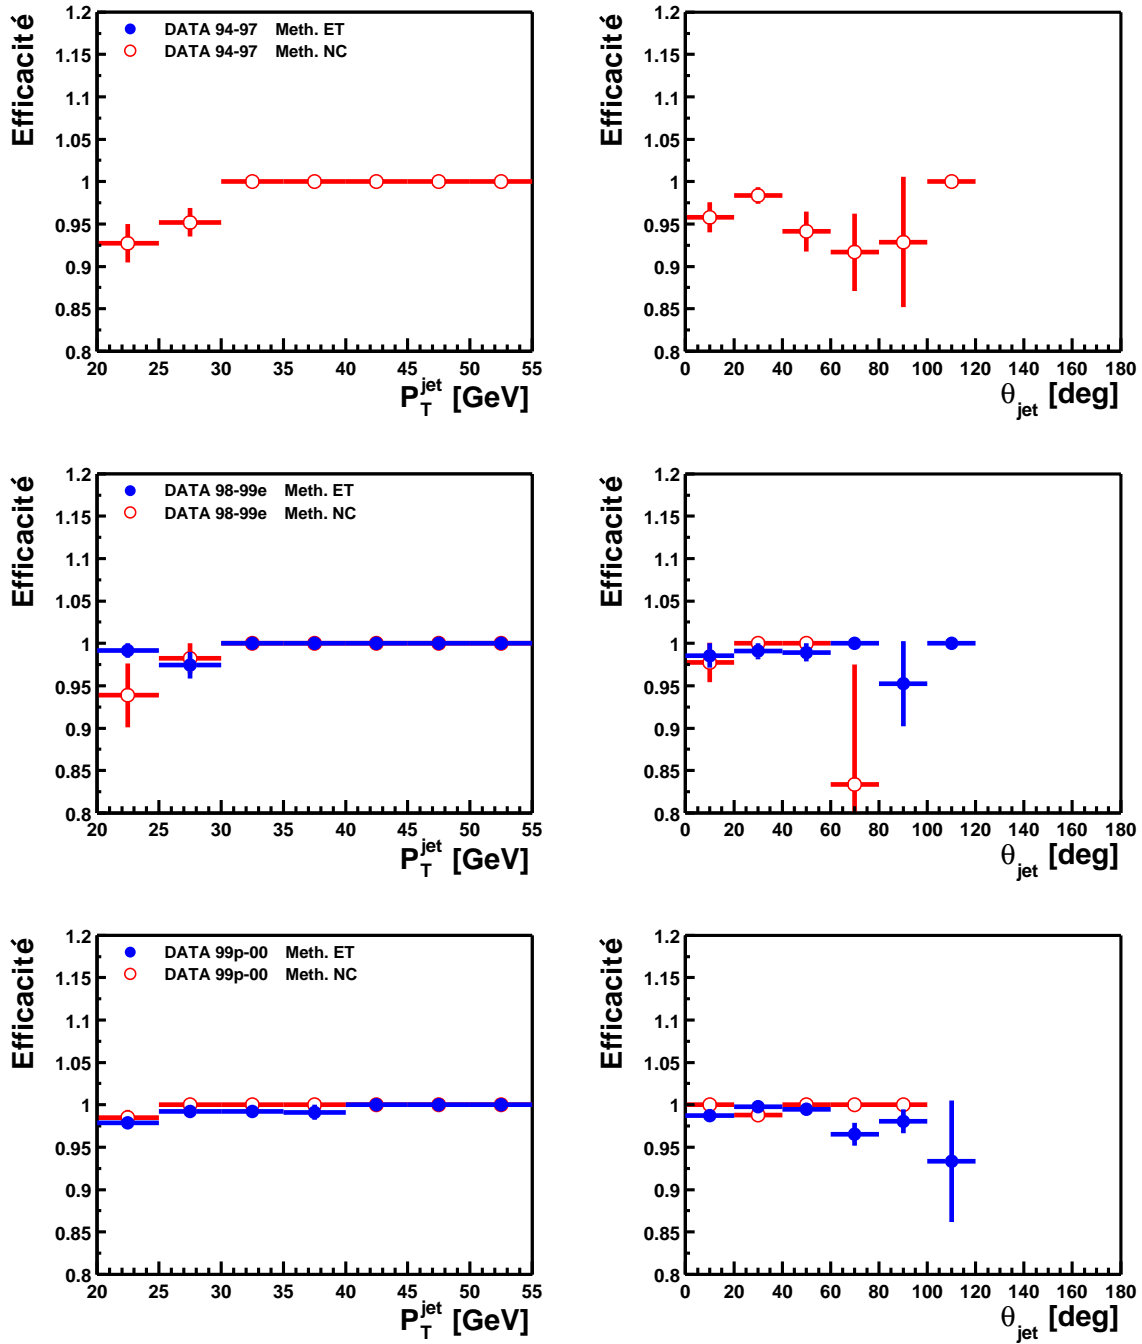 Efficacité
1.2
1.15
1.1
1.05
1
0.95
0.9
0.85
0.8
DATA 94-97 Meth. ET
DATA 94-97 Meth. NC
20 25 30 35 40 45 50 55
P_T^jet [GeV]
Efficacité
1.2
1.15
1.1
1.05
1
0.95
0.9
0.85
0.8
0 20 40 60 80 100 120 140 160 180
θ_jet [deg]
Efficacité
1.2
1.15
1.1
1.05
1
0.95
0.9
0.85
0.8
DATA 98-99e Meth. ET
DATA 98-99e Meth. NC
20 25 30 35 40 45 50 55
P_T^jet [GeV]
Efficacité
1.2
1.15
1.1
1.05
1
0.95
0.9
0.85
0.8
0 20 40 60 80 100 120 140 160 180
θ_jet [deg]
Efficacité
1.2
1.15
1.1
1.05
1
0.95
0.9
0.85
0.8
DATA 99p-00 Meth. ET
DATA 99p-00 Meth. NC
20 25 30 35 40 45 50 55
P_T^jet [GeV]
Efficacité
1.2
1.15
1.1
1.05
1
0.95
0.9
0.85
0.8
0 20 40 60 80 100 120 140 160 180
θ_jet [deg]